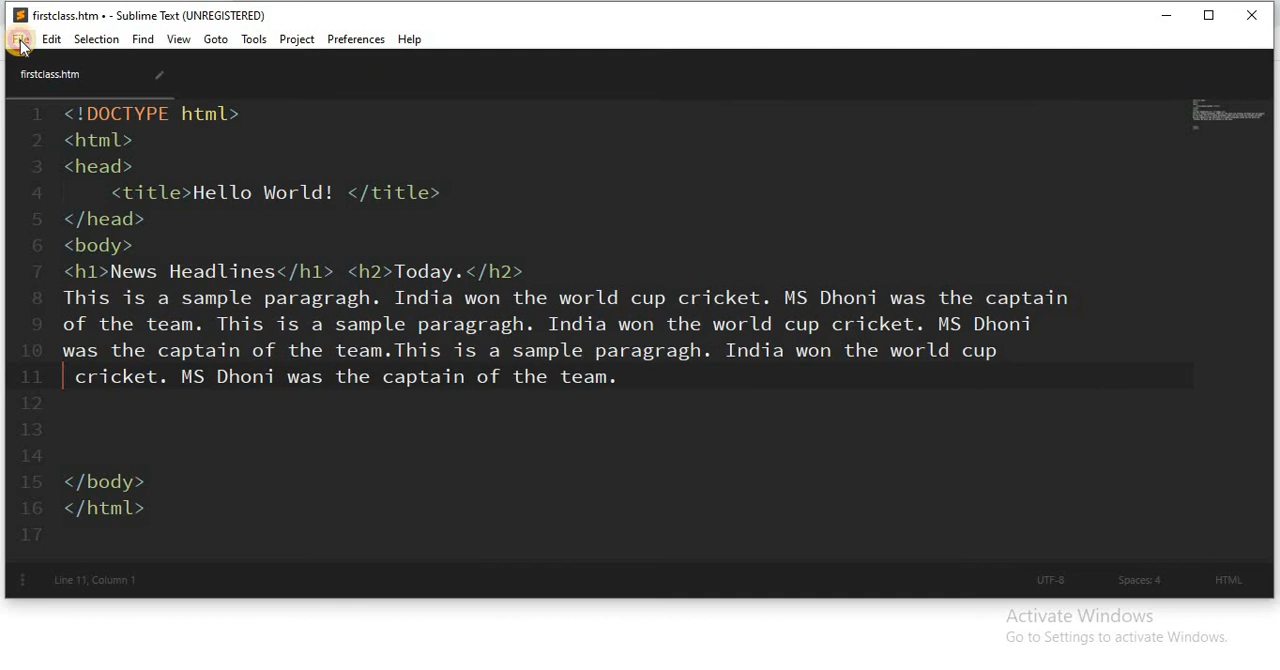 firstclass.htm • - Sublime Text (UNREGISTERED)
File Edit Selection Find View Goto Tools Project Preferences Help
firstclass.htm
1 <!DOCTYPE html>
2 <html>
3 <head>
4 <title>Hello World! </title>
5 </head>
6 <body>
7 <h1>News Headlines</h1> <h2>Today.</h2>
8 This is a sample paragragh. India won the world cup cricket. MS Dhoni was the captain
9 of the team. This is a sample paragragh. India won the world cup cricket. MS Dhoni
10 was the captain of the team.This is a sample paragragh. India won the world cup
11 cricket. MS Dhoni was the captain of the team.
12
13
14
15 </body>
16 </html>
17
Line 11, Column 1 UTF-8 Spaces: 4 HTML
Activate Windows
Go to Settings to activate Windows.